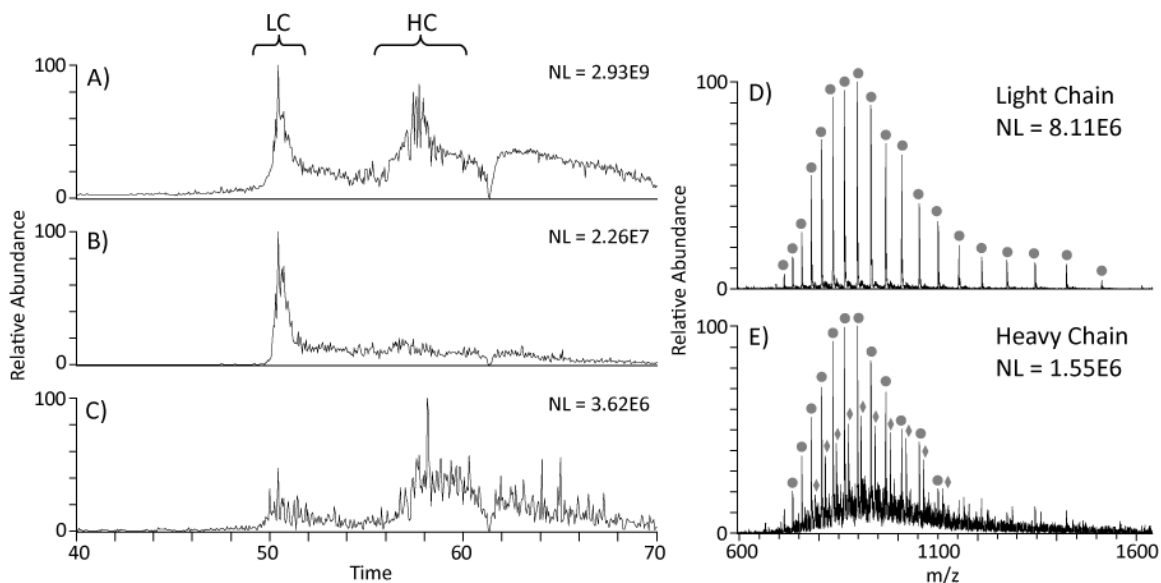 LC HC
A)
NL = 2.93E9
100
0
B)
NL = 2.26E7
100
0
C)
NL = 3.62E6
100
0
Relative Abundance
40 50 60 70
Time
D)
Light Chain
NL = 8.11E6
100
0
Relative Abundance
E)
Heavy Chain
NL = 1.55E6
100
0
Relative Abundance
600 1100 1600
m/z